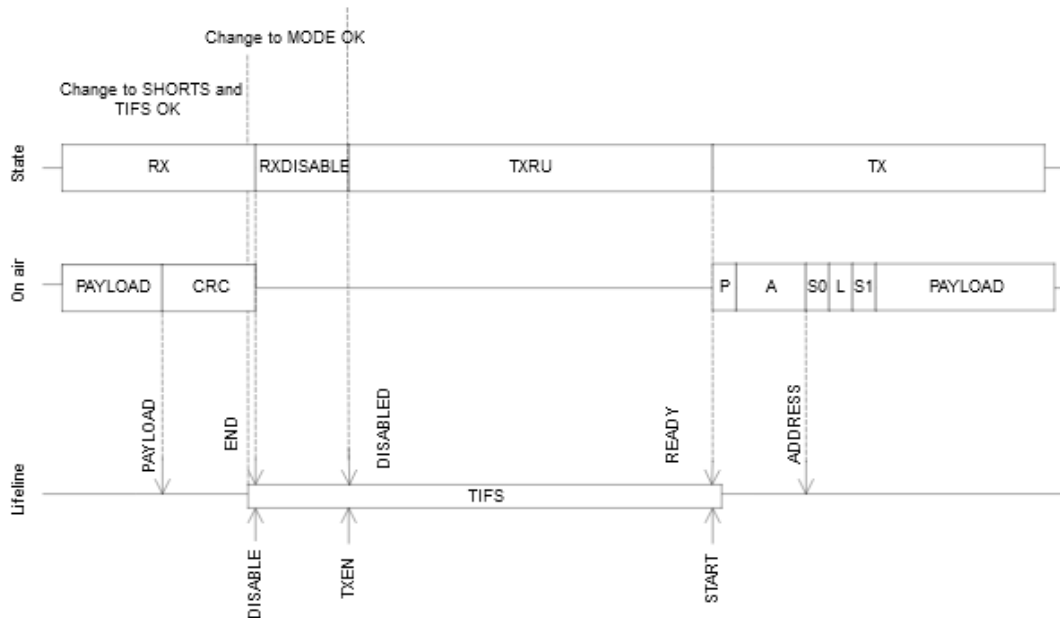 Change to MODE OK
Change to SHORTS and
TIFS OK
State
RX
RXDISABLE
TXRU
TX
On air
PAYLOAD
CRC
P
A
S0
L
S1
PAYLOAD
PAYLOAD
END
DISABLED
READY
ADDRESS
Lifeline
TIFS
DISABLE
TXEN
START